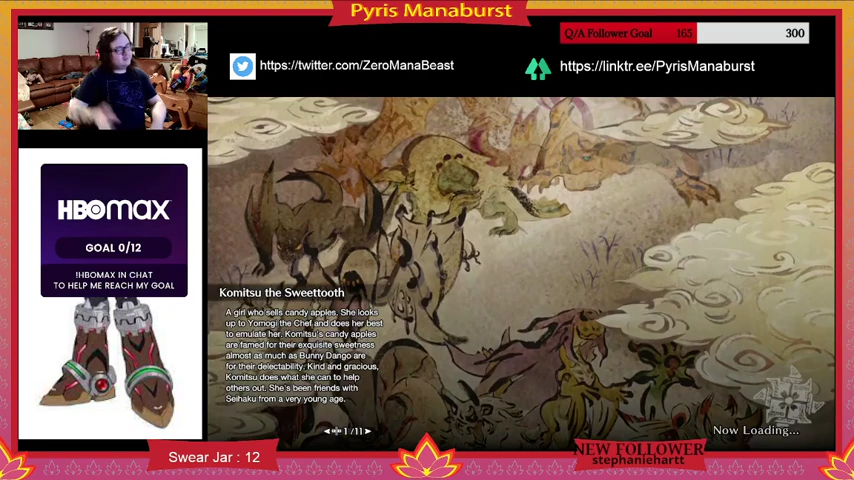 Pyris Manaburst
Q/A Follower Goal 165 300
https://twitter.com/ZeroManaBeast
https://linktr.ee/PyrisManaburst
HBOMAX
GOAL 0/12
!HBOMAX IN CHAT
TO HELP ME REACH MY GOAL
Komitsu the Sweettooth
A girl who sells candy apples. She looks
up to Yomogi the Chef and does her best
to emulate her. Komitsu's candy apples
are famed for their exquisite sweetness
almost as much as Bunny Dango are
for their delectability. Kind and gracious,
Komitsu does what she can to help
others out. She's been friends with
Seihaku from a very young age.
1/11
Now Loading...
Swear Jar : 12
NEW FOLLOWER
stephaniehartt